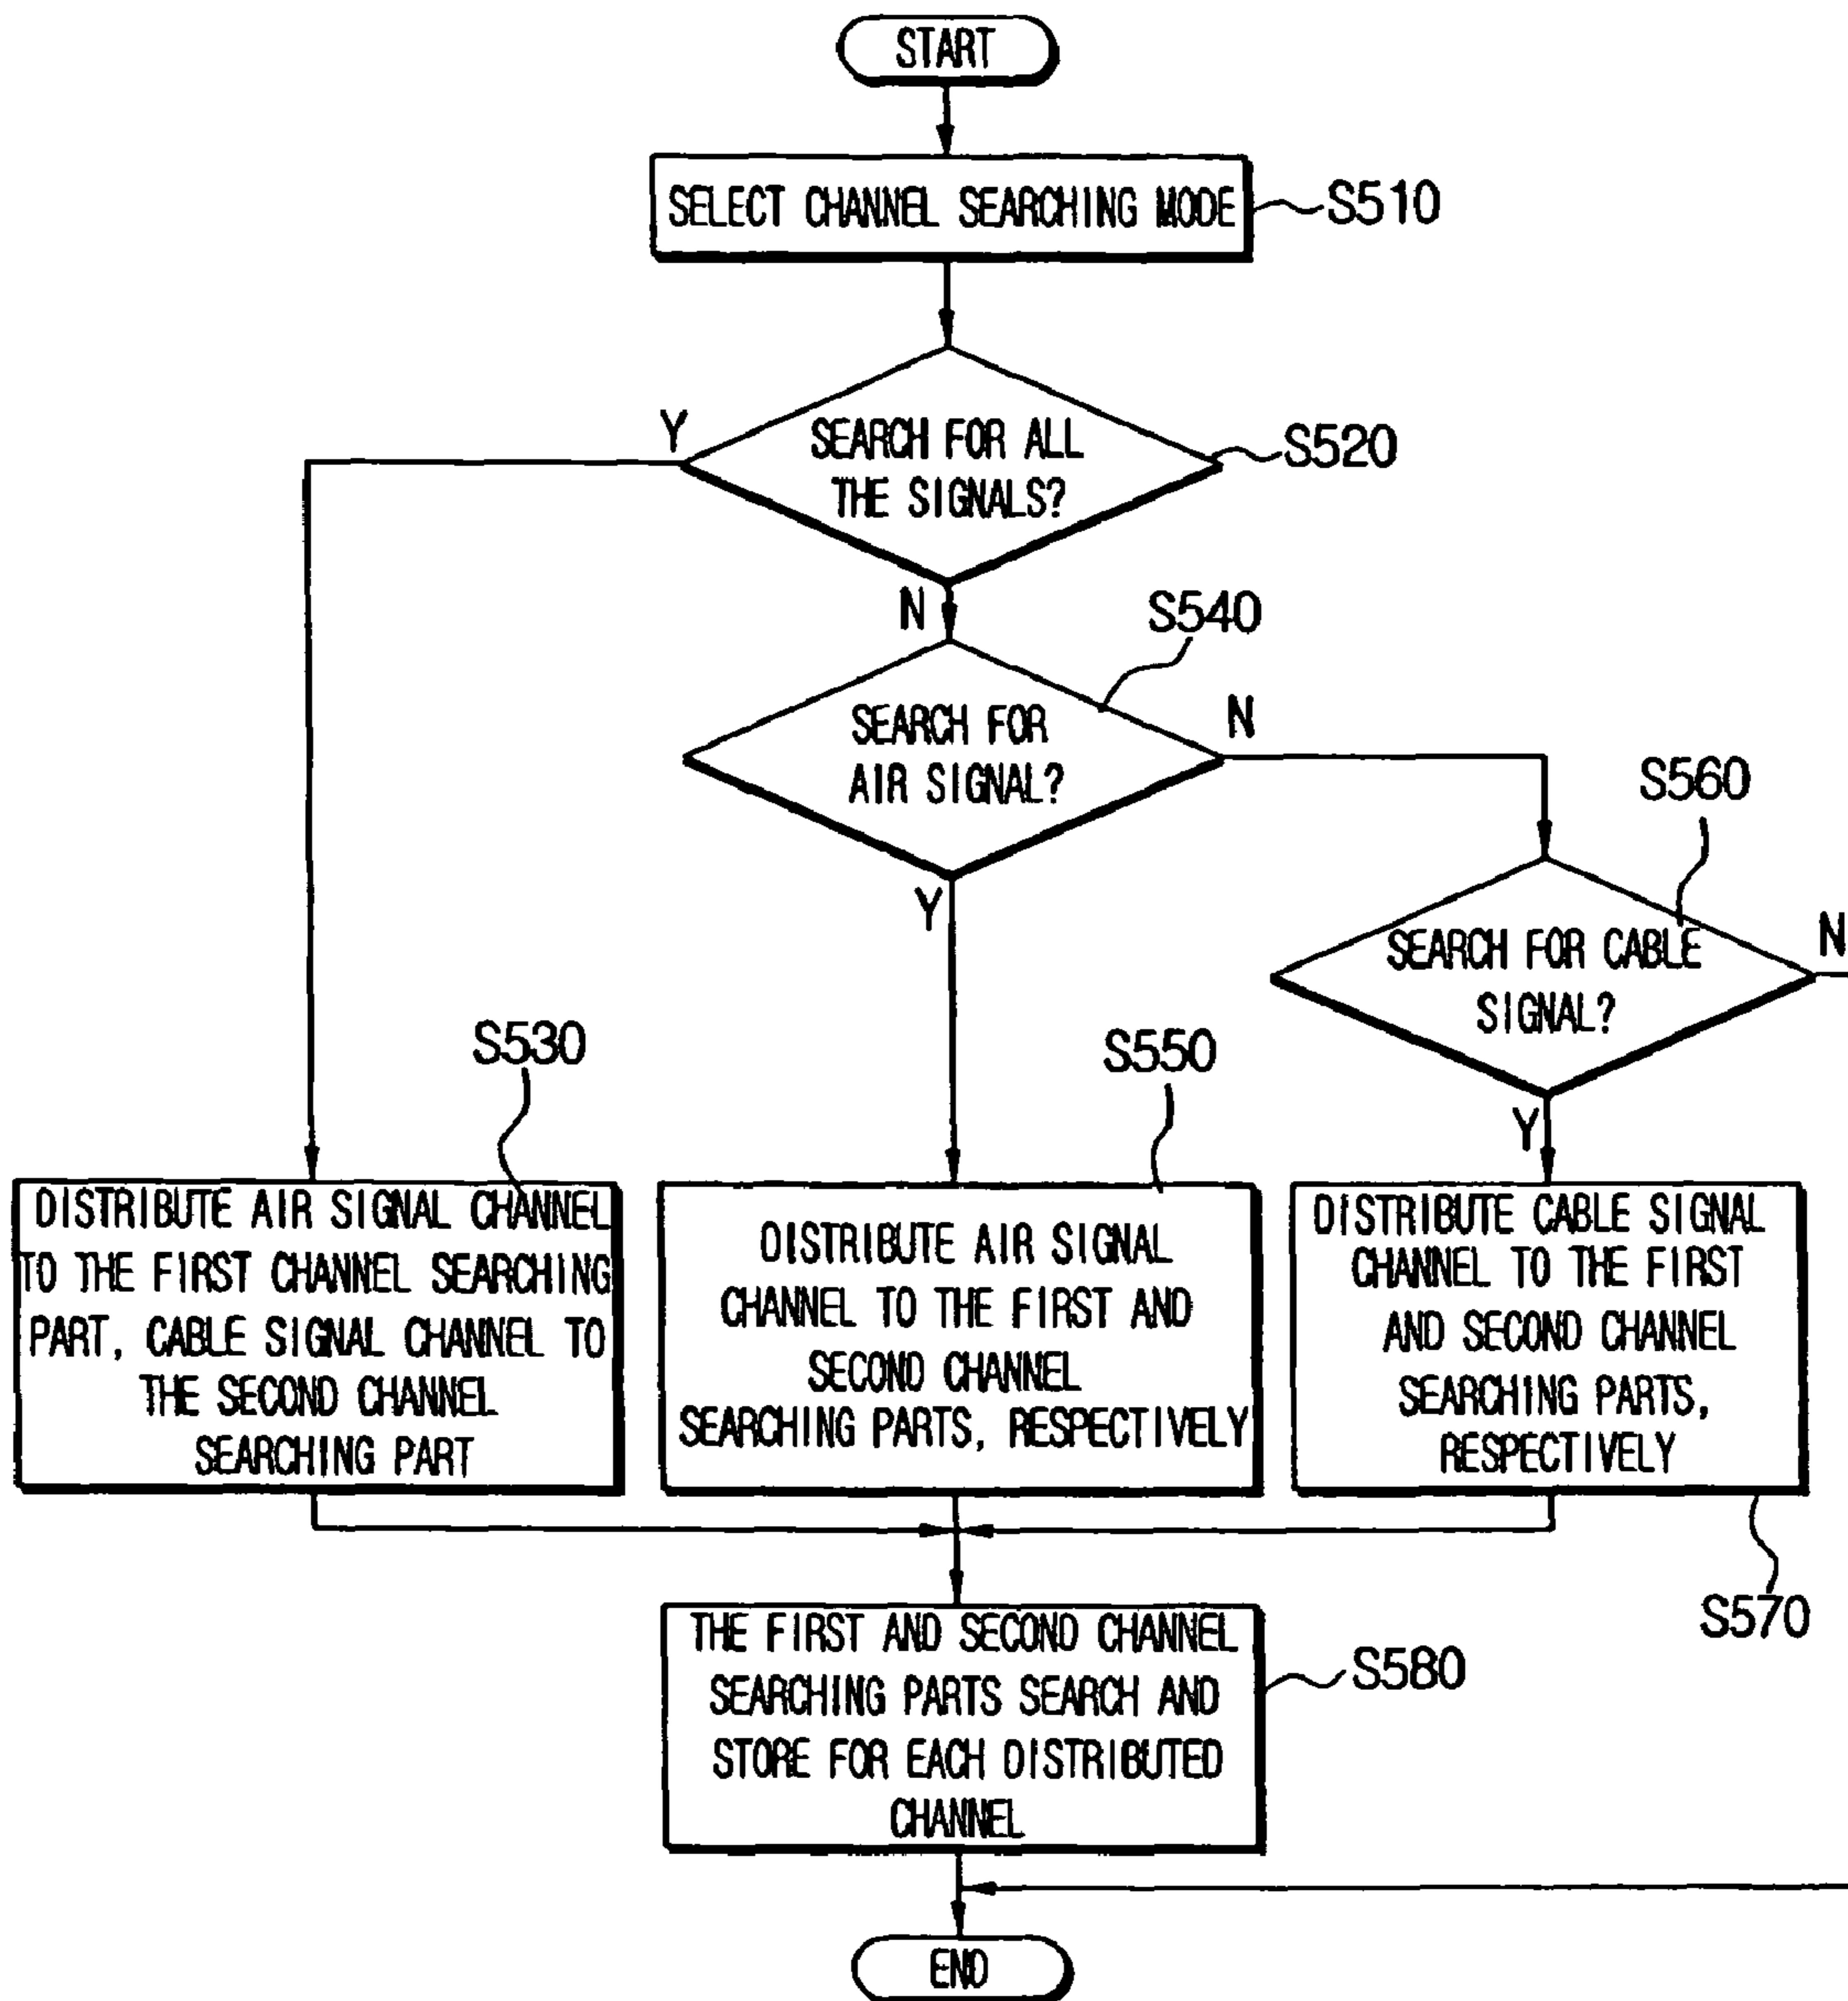 START
SELECT CHANNEL SEARCHING MODE
S510
SEARCH FOR ALL
THE SIGNALS?
S520
Y
N
S540
SEARCH FOR
AIR SIGNAL?
N
Y
S560
SEARCH FOR CABLE
SIGNAL?
N
Y
S530
DISTRIBUTE AIR SIGNAL CHANNEL
TO THE FIRST CHANNEL SEARCHING
PART, CABLE SIGNAL CHANNEL TO
THE SECOND CHANNEL
SEARCHING PART
S550
DISTRIBUTE AIR SIGNAL
CHANNEL TO THE FIRST AND
SECOND CHANNEL
SEARCHING PARTS, RESPECTIVELY
DISTRIBUTE CABLE SIGNAL
CHANNEL TO THE FIRST
AND SECOND CHANNEL
SEARCHING PARTS,
RESPECTIVELY
S570
THE FIRST AND SECOND CHANNEL
SEARCHING PARTS SEARCH AND
STORE FOR EACH DISTRIBUTED
CHANNEL
S580
END